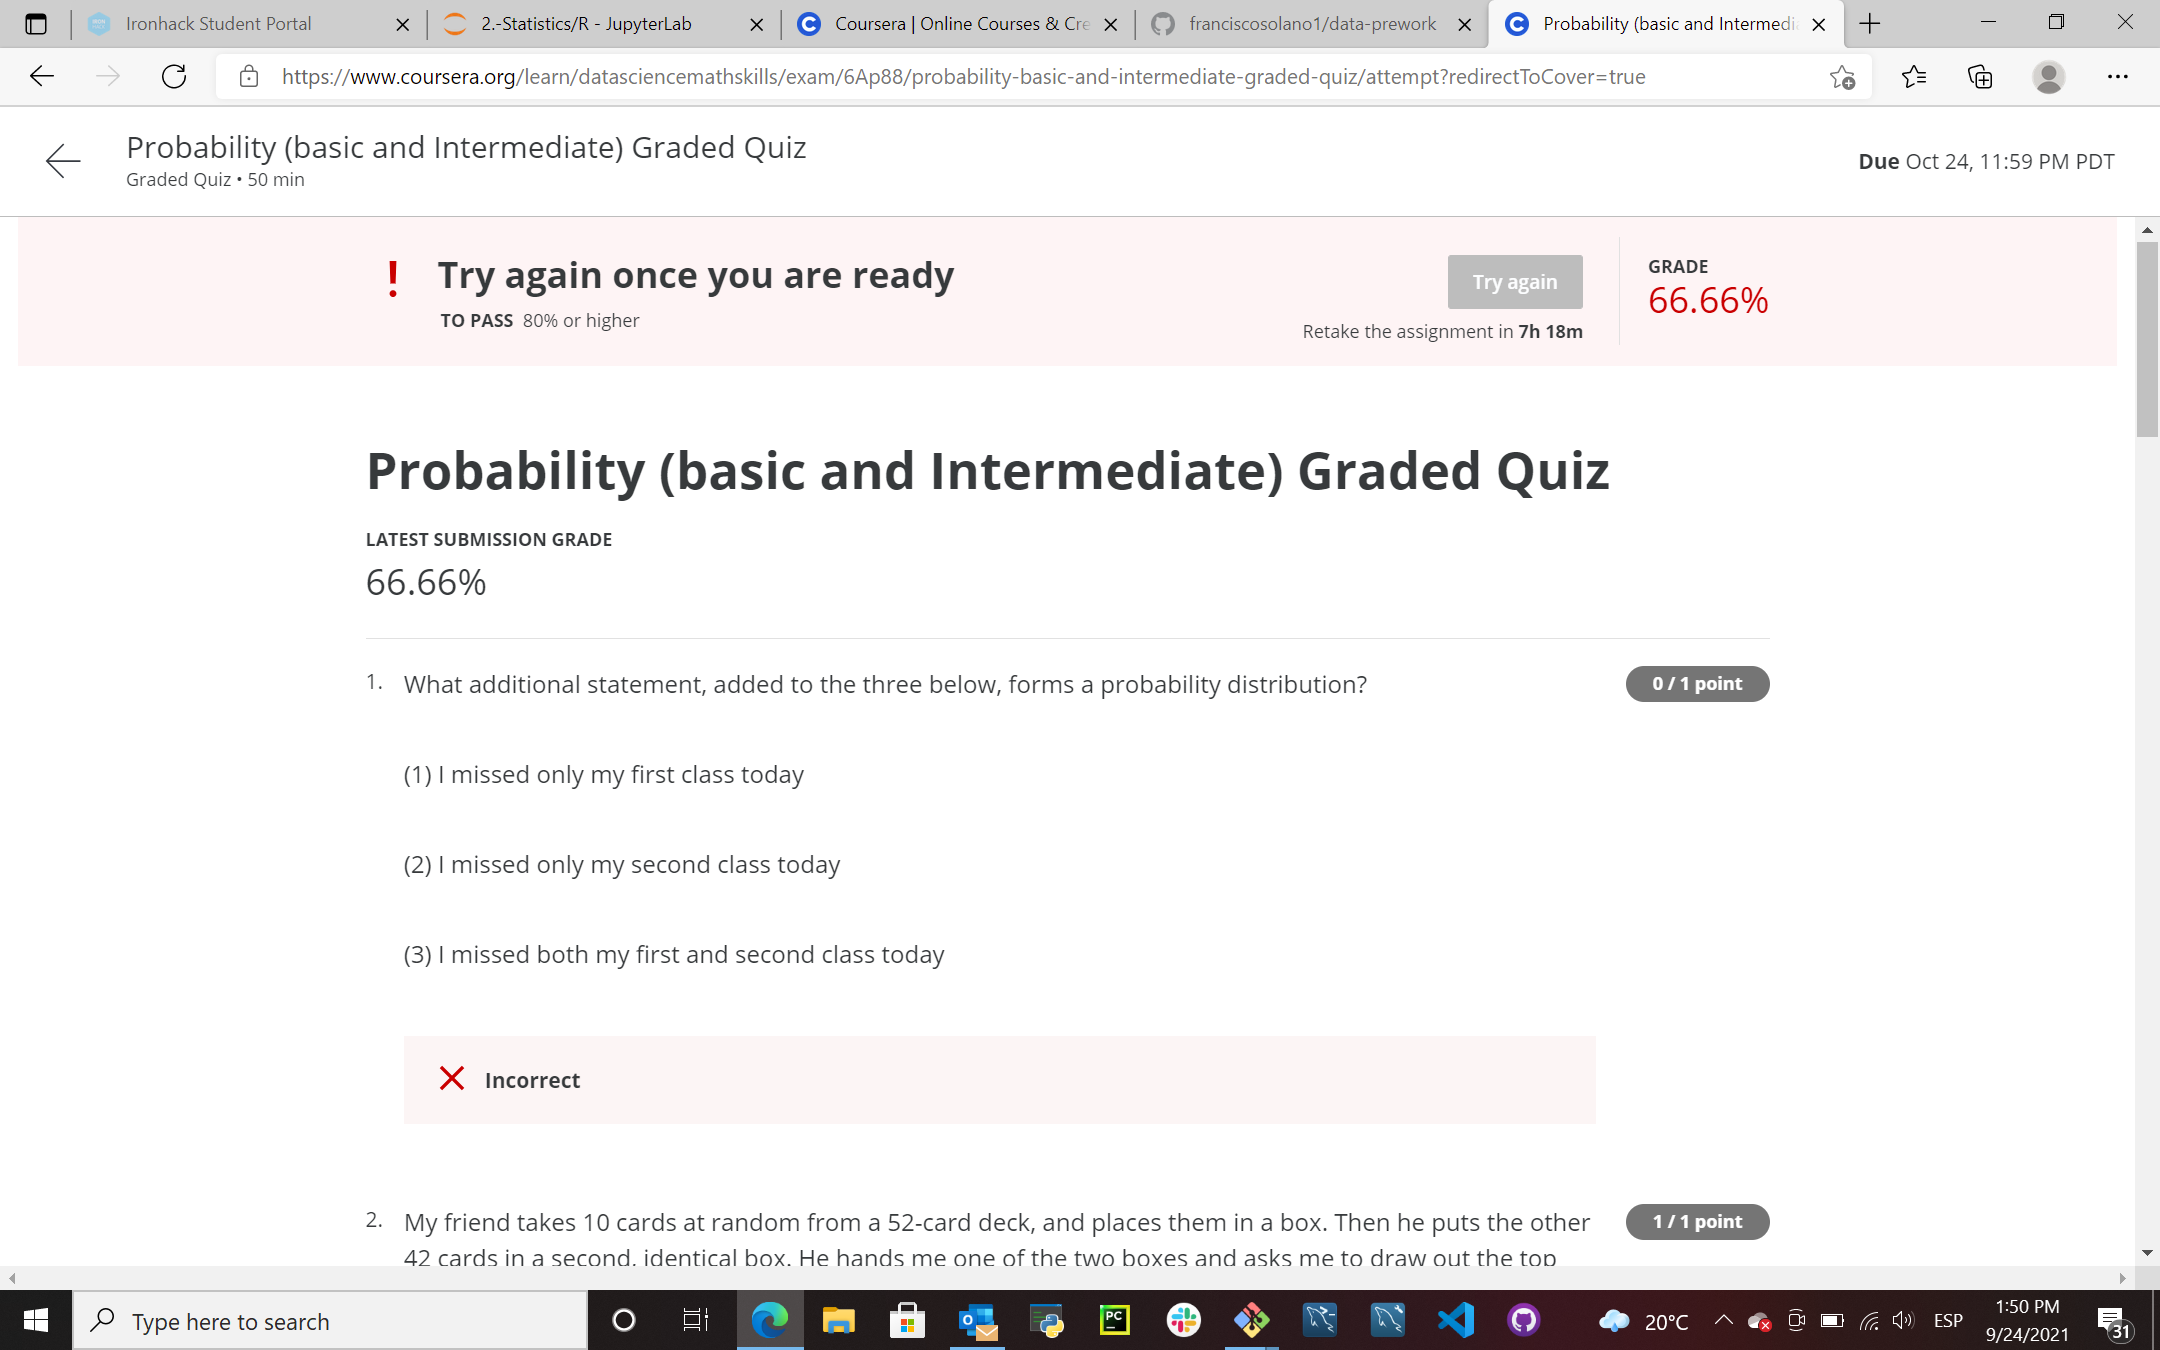 Ironhack Student Portal
2.-Statistics/R - JupyterLab
Coursera | Online Courses & Cre
franciscosolano1/data-prework
Probability (basic and Intermedi
https://www.coursera.org/learn/datasciencemathskills/exam/6Ap88/probability-basic-and-intermediate-graded-quiz/attempt?redirectToCover=true
Probability (basic and Intermediate) Graded Quiz
Graded Quiz • 50 min
Due Oct 24, 11:59 PM PDT
! Try again once you are ready
TO PASS 80% or higher
Try again
Retake the assignment in 7h 18m
GRADE
66.66%
Probability (basic and Intermediate) Graded Quiz
LATEST SUBMISSION GRADE
66.66%
1. What additional statement, added to the three below, forms a probability distribution?
0 / 1 point
(1) I missed only my first class today
(2) I missed only my second class today
(3) I missed both my first and second class today
Incorrect
2. My friend takes 10 cards at random from a 52-card deck, and places them in a box. Then he puts the other
1 / 1 point
42 cards in a second, identical box. He hands me one of the two boxes and asks me to draw out the top
Type here to search
PC
20°C
ESP
1:50 PM
9/24/2021
31